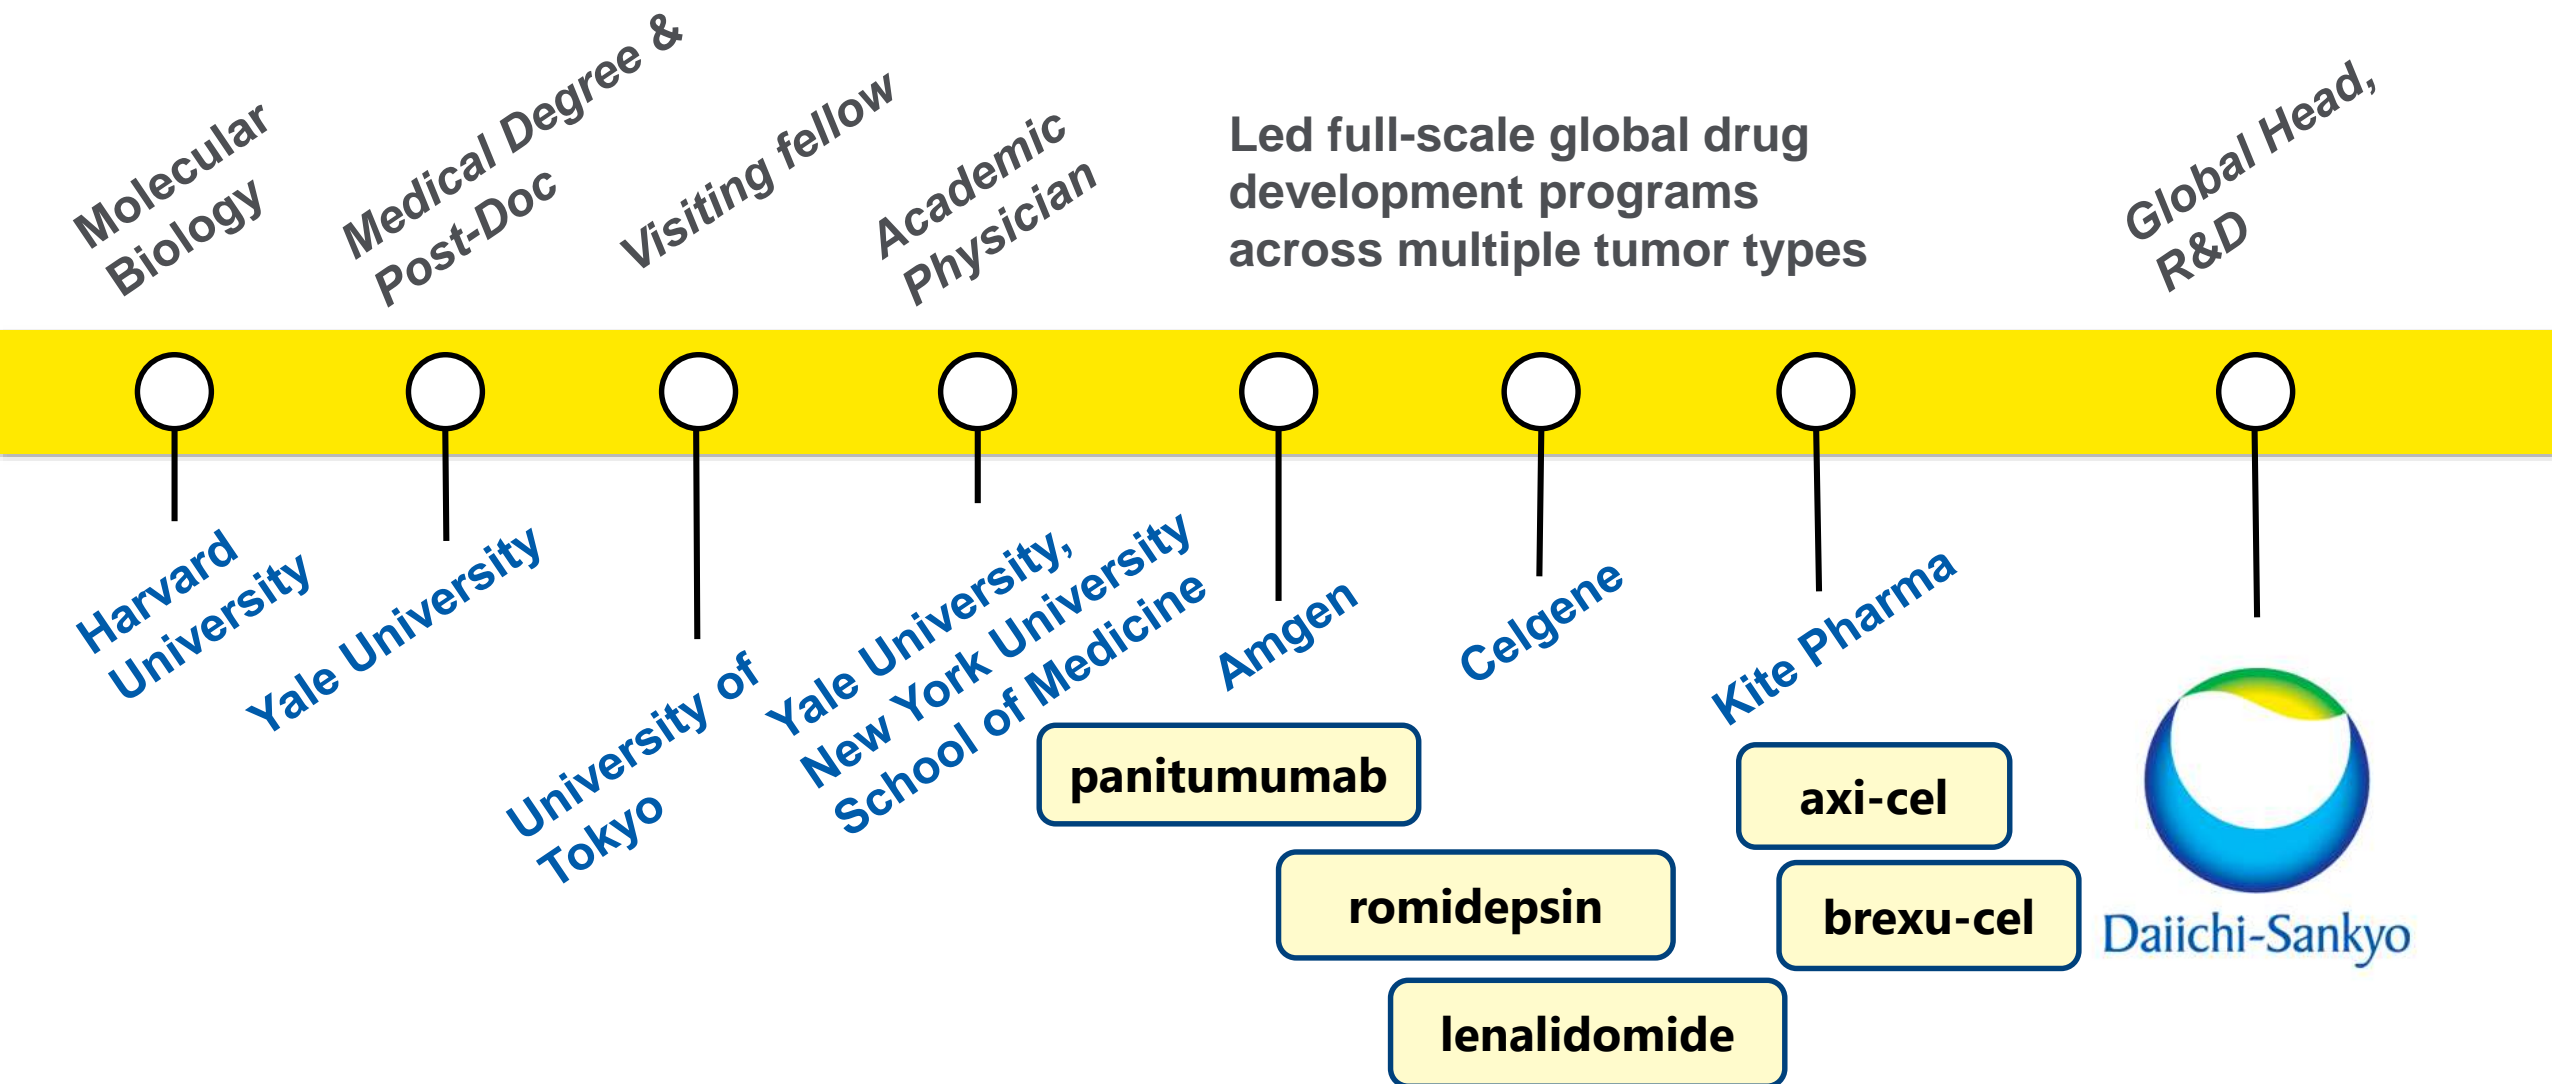 Molecular
Biology
Medical Degree &
Post-Doc
Visiting fellow
Academic
Physician
Led full-scale global drug
development programs
across multiple tumor types
Global Head,
R&D
Harvard
University
Yale University
University of
Tokyo
Yale University,
New York University
School of Medicine
Amgen
Celgene
Kite Pharma
panitumumab
romidepsin
lenalidomide
axi-cel
brexu-cel
Daiichi-Sankyo